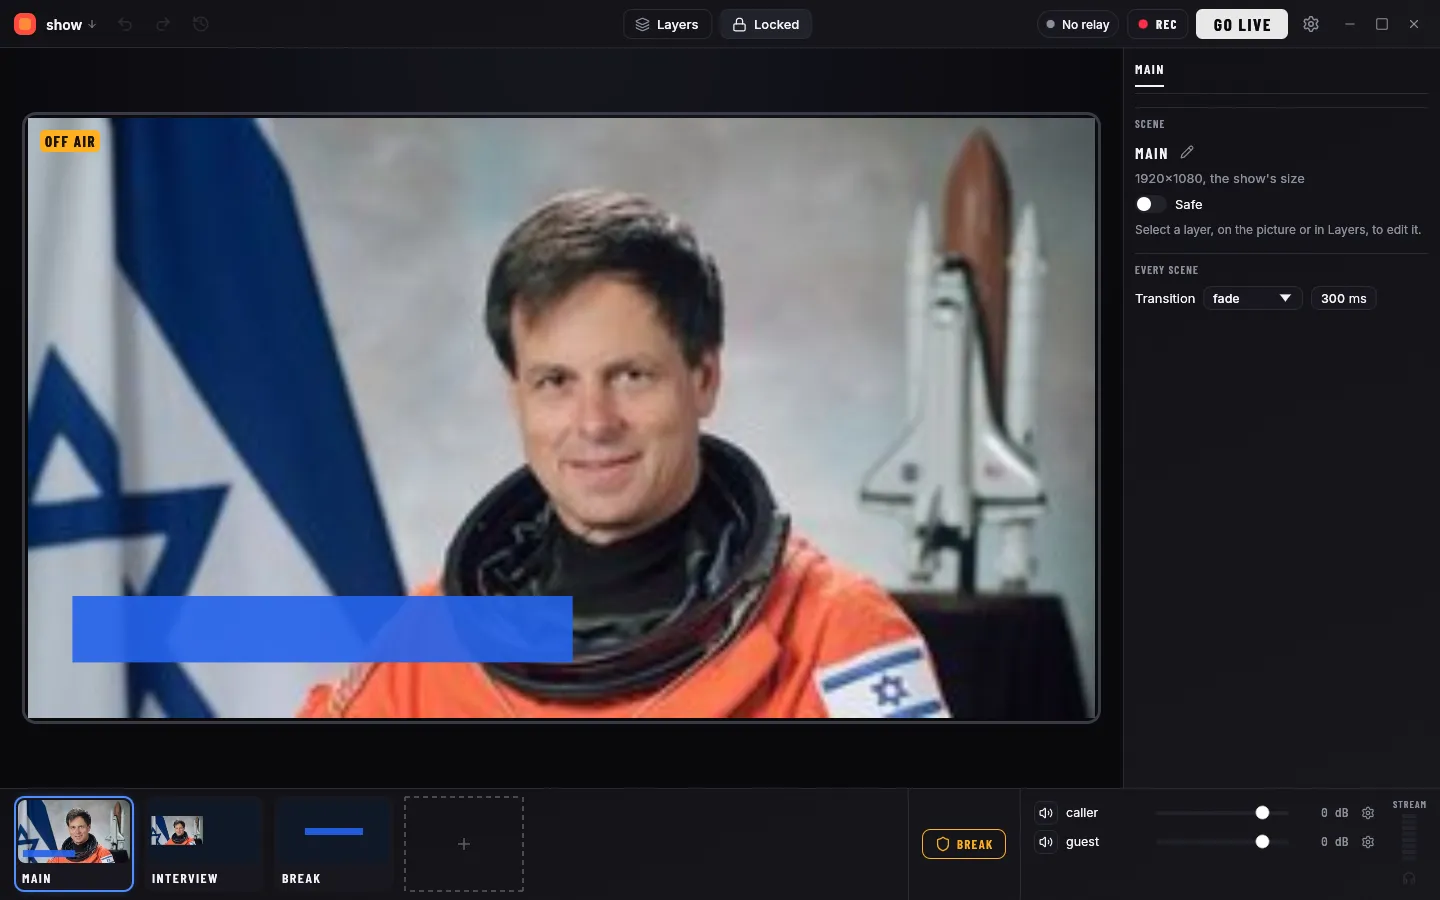 show
Layers
Locked
No relay
REC
GO LIVE
OFF AIR
MAIN
SCENE
MAIN
1920×1080, the show's size
Safe
Select a layer, on the picture or in Layers, to edit it.
EVERY SCENE
Transition
fade
300 ms
MAIN
INTERVIEW
BREAK
BREAK
caller
0 dB
guest
0 dB
STREAM